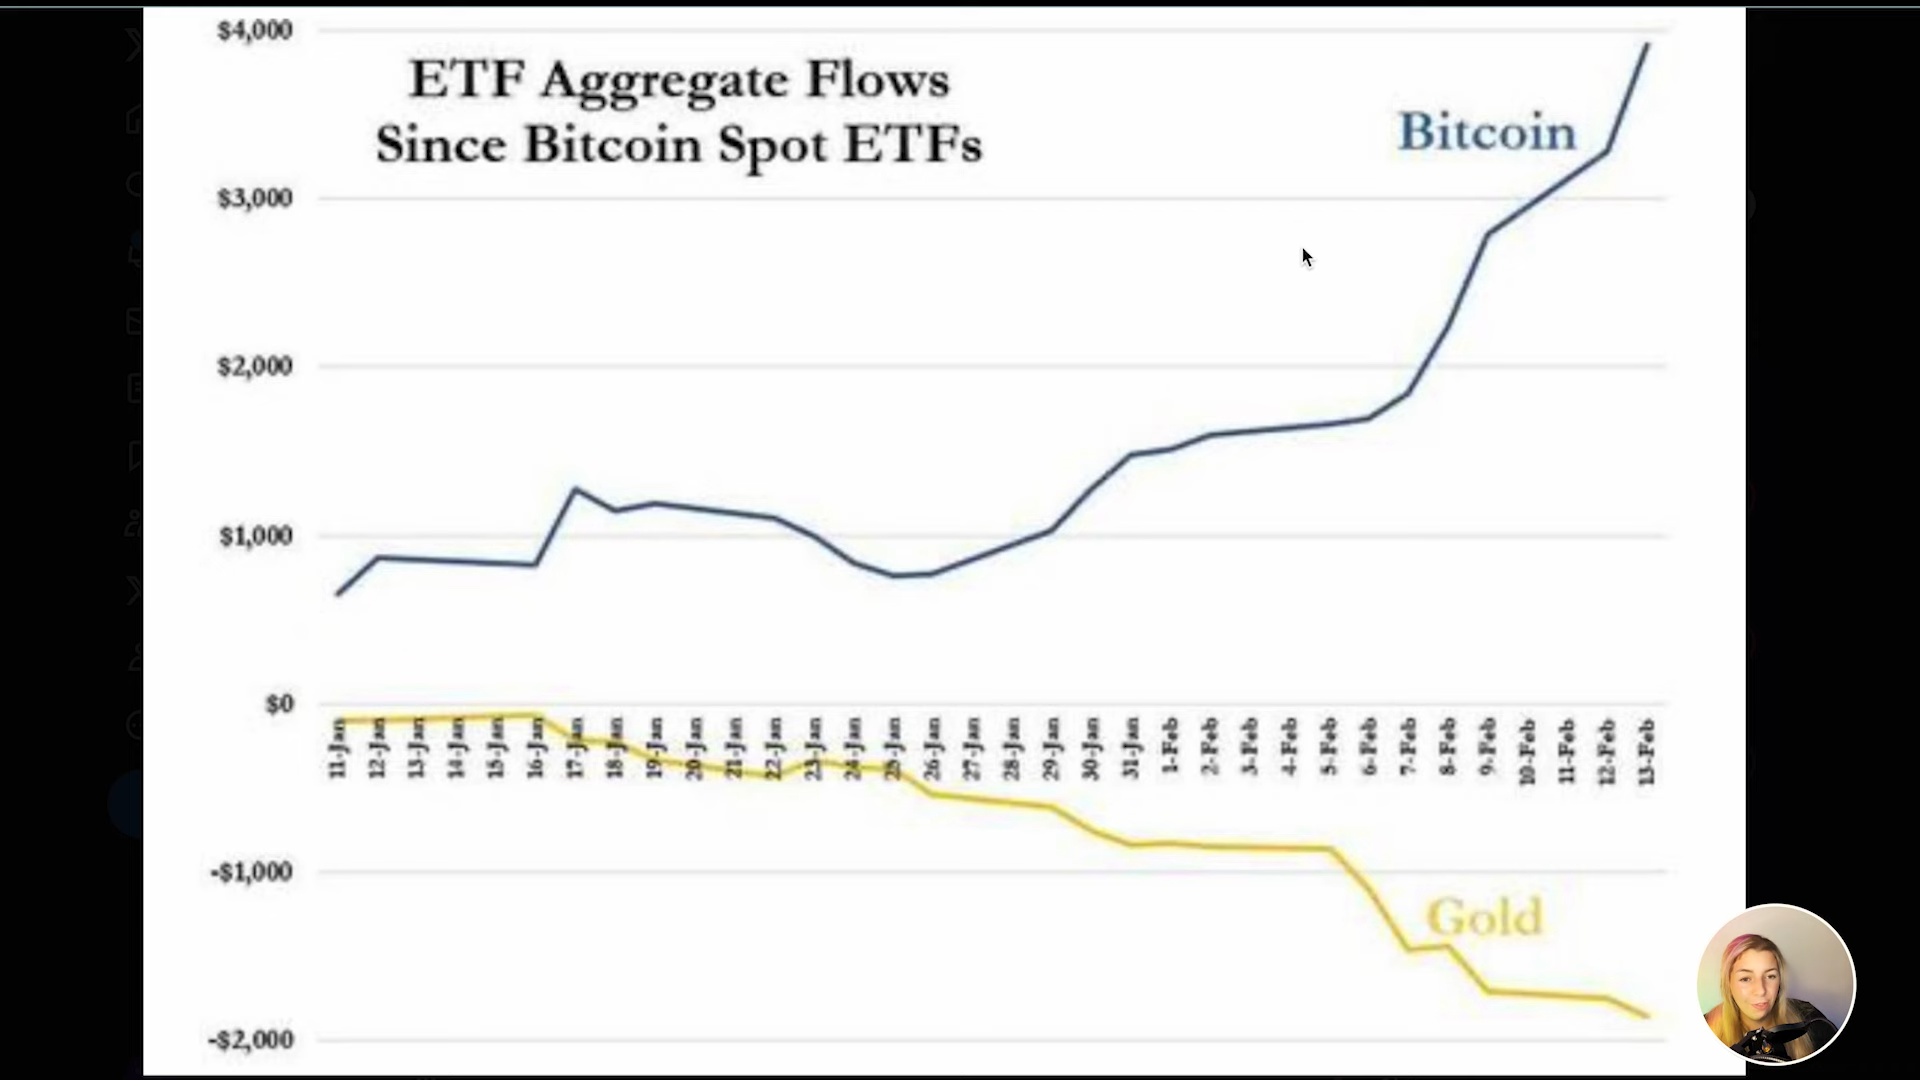 $4,000
ETF Aggregate Flows
Since Bitcoin Spot ETFs
Bitcoin
$3,000
$2,000
$1,000
$0
11-Jan
12-Jan
13-Jan
14-Jan
15-Jan
16-Jan
17-Jan
18-Jan
19-Jan
20-Jan
21-Jan
22-Jan
23-Jan
24-Jan
25-Jan
26-Jan
27-Jan
28-Jan
29-Jan
30-Jan
31-Jan
1-Feb
2-Feb
3-Feb
4-Feb
5-Feb
6-Feb
7-Feb
8-Feb
9-Feb
10-Feb
11-Feb
12-Feb
13-Feb
-$1,000
Gold
-$2,000